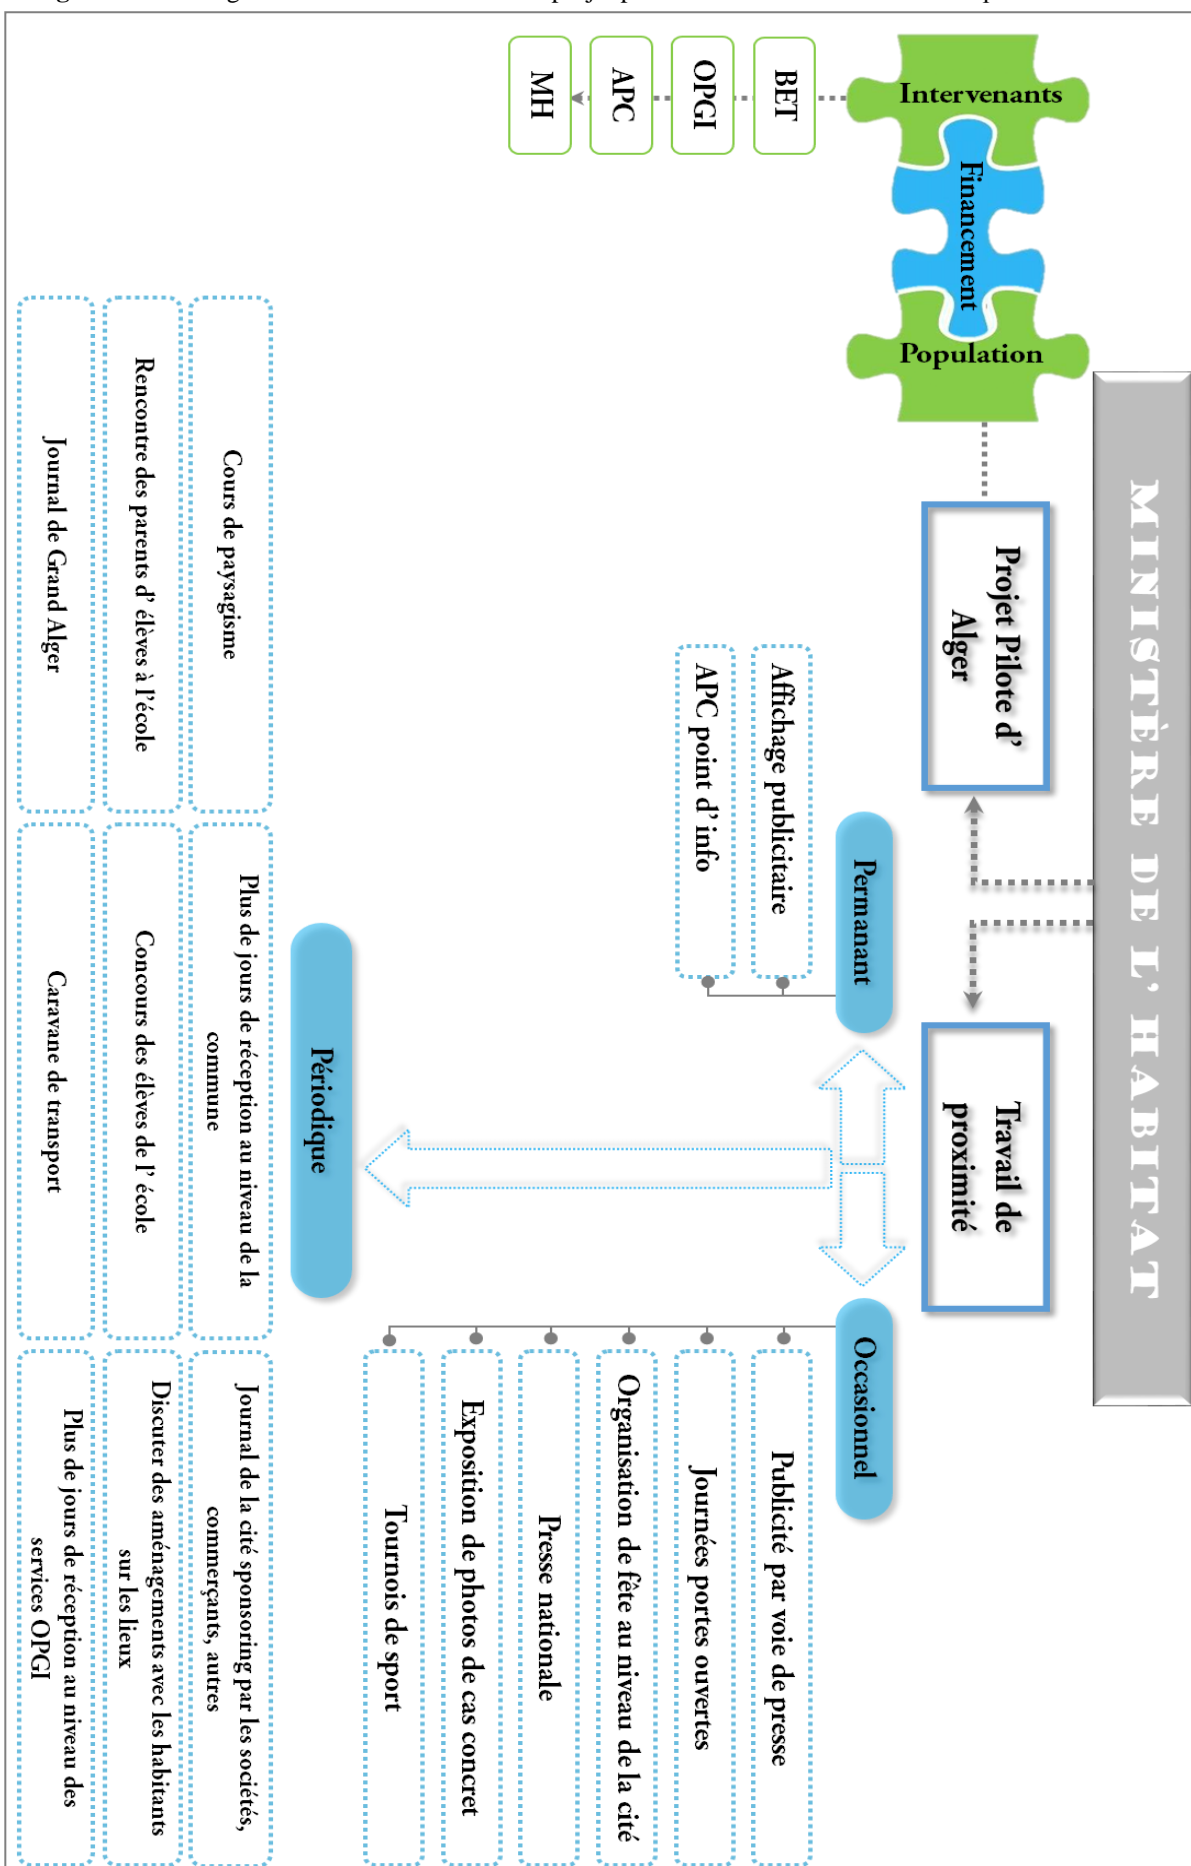 MINISTÈRE DE L' HABITAT
Projet Pilote d'
Alger
Travail de
proximité
Intervenants
Financement
Population
BET
OPGI
APC
MH
Permanant
Affichage publicitaire
APC point d' info
Occasionnel
Publicité par voie de presse
Journées portes ouvertes
Organisation de fête au niveau de la cité
Presse nationale
Exposition de photos de cas concret
Tournois de sport
Périodique
Cours de paysagisme
Plus de jours de réception au niveau de la
commune
Journal de la cité sponsoring par les sociétés,
commerçants, autres
Rencontre des parents d' élèves à l'école
Concours des élèves de l' école
Discuter des aménagements avec les habitants
sur les lieux
Journal de Grand Alger
Caravane de transport
Plus de jours de réception au niveau des
services OPGI